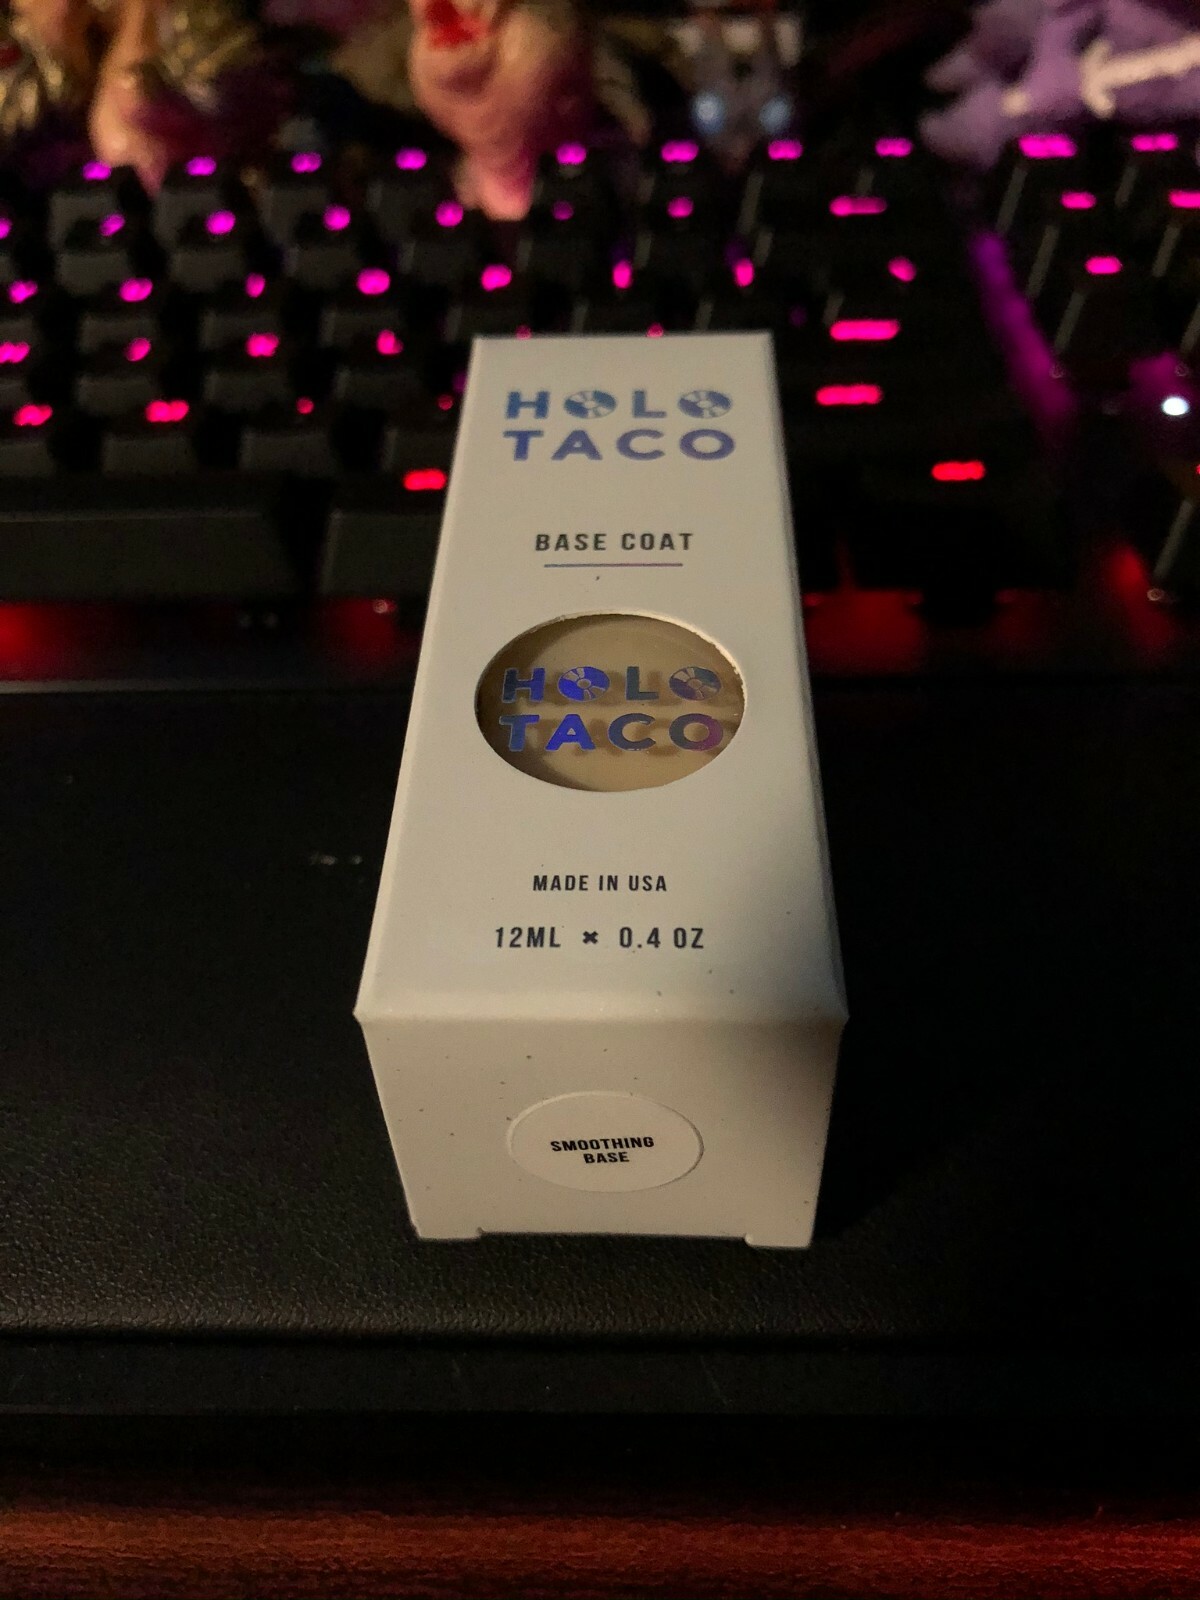 HOLO
TACO
BASE COAT
HOLO
TACO
MADE IN USA
12ML × 0.4 OZ
SMOOTHING
BASE